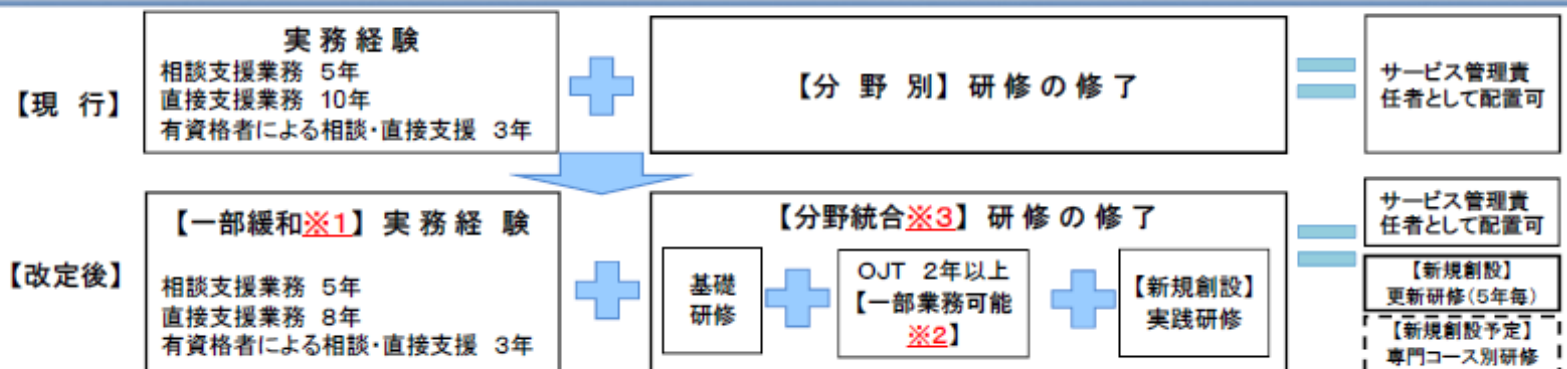 【現 行】
実 務 経 験
相談支援業務 5年
直接支援業務 10年
有資格者による相談・直接支援 3年
【分 野 別】 研 修 の 修 了
サービス管理責
任者として配置可
【改定後】
【一部緩和※1】 実 務 経 験
相談支援業務 5年
直接支援業務 8年
有資格者による相談・直接支援 3年
【分野統合※3】 研 修 の 修 了
基礎
研修
OJT 2年以上
【一部業務可能
※2】
【新規創設】
実践研修
サービス管理責
任者として配置可
【新規創設】
更新研修(5年毎)
【新規創設予定】
専門コース別研修